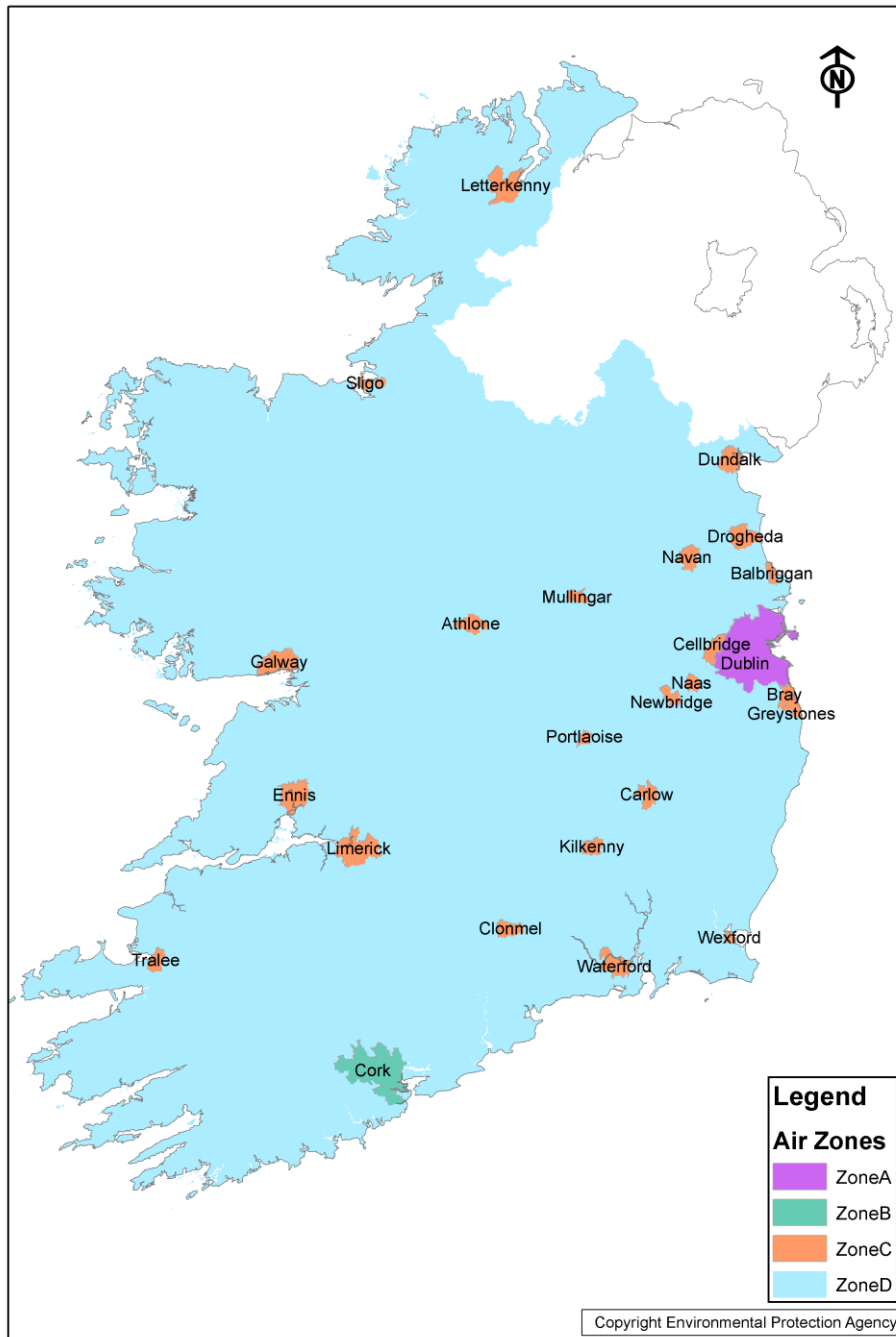 N
Letterkenny
Sligo
Dundalk
Drogheda
Navan
Balbriggan
Mullingar
Athlone
Cellbridge
Galway
Dublin
Naas
Bray
Newbridge
Greystones
Portlaoise
Ennis
Carlow
Limerick
Kilkenny
Clonmel
Wexford
Tralee
Waterford
Cork
Legend
Air Zones
ZoneA
ZoneB
ZoneC
ZoneD
Copyright Environmental Protection Agency